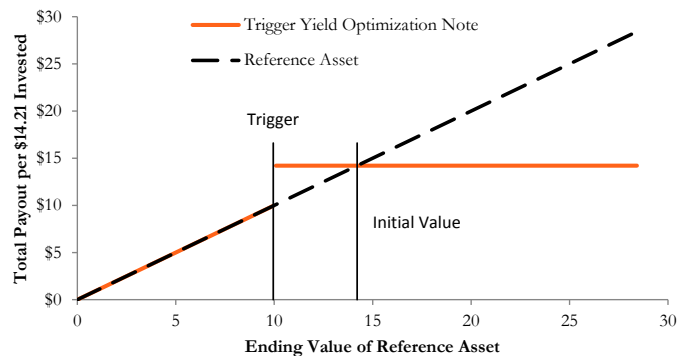 $30
$25
$20
$15
$10
$5
$0
Total Payout per $14.21 Invested
Trigger Yield Optimization Note
Reference Asset
Trigger
Initial Value
0 5 10 15 20 25 30
Ending Value of Reference Asset